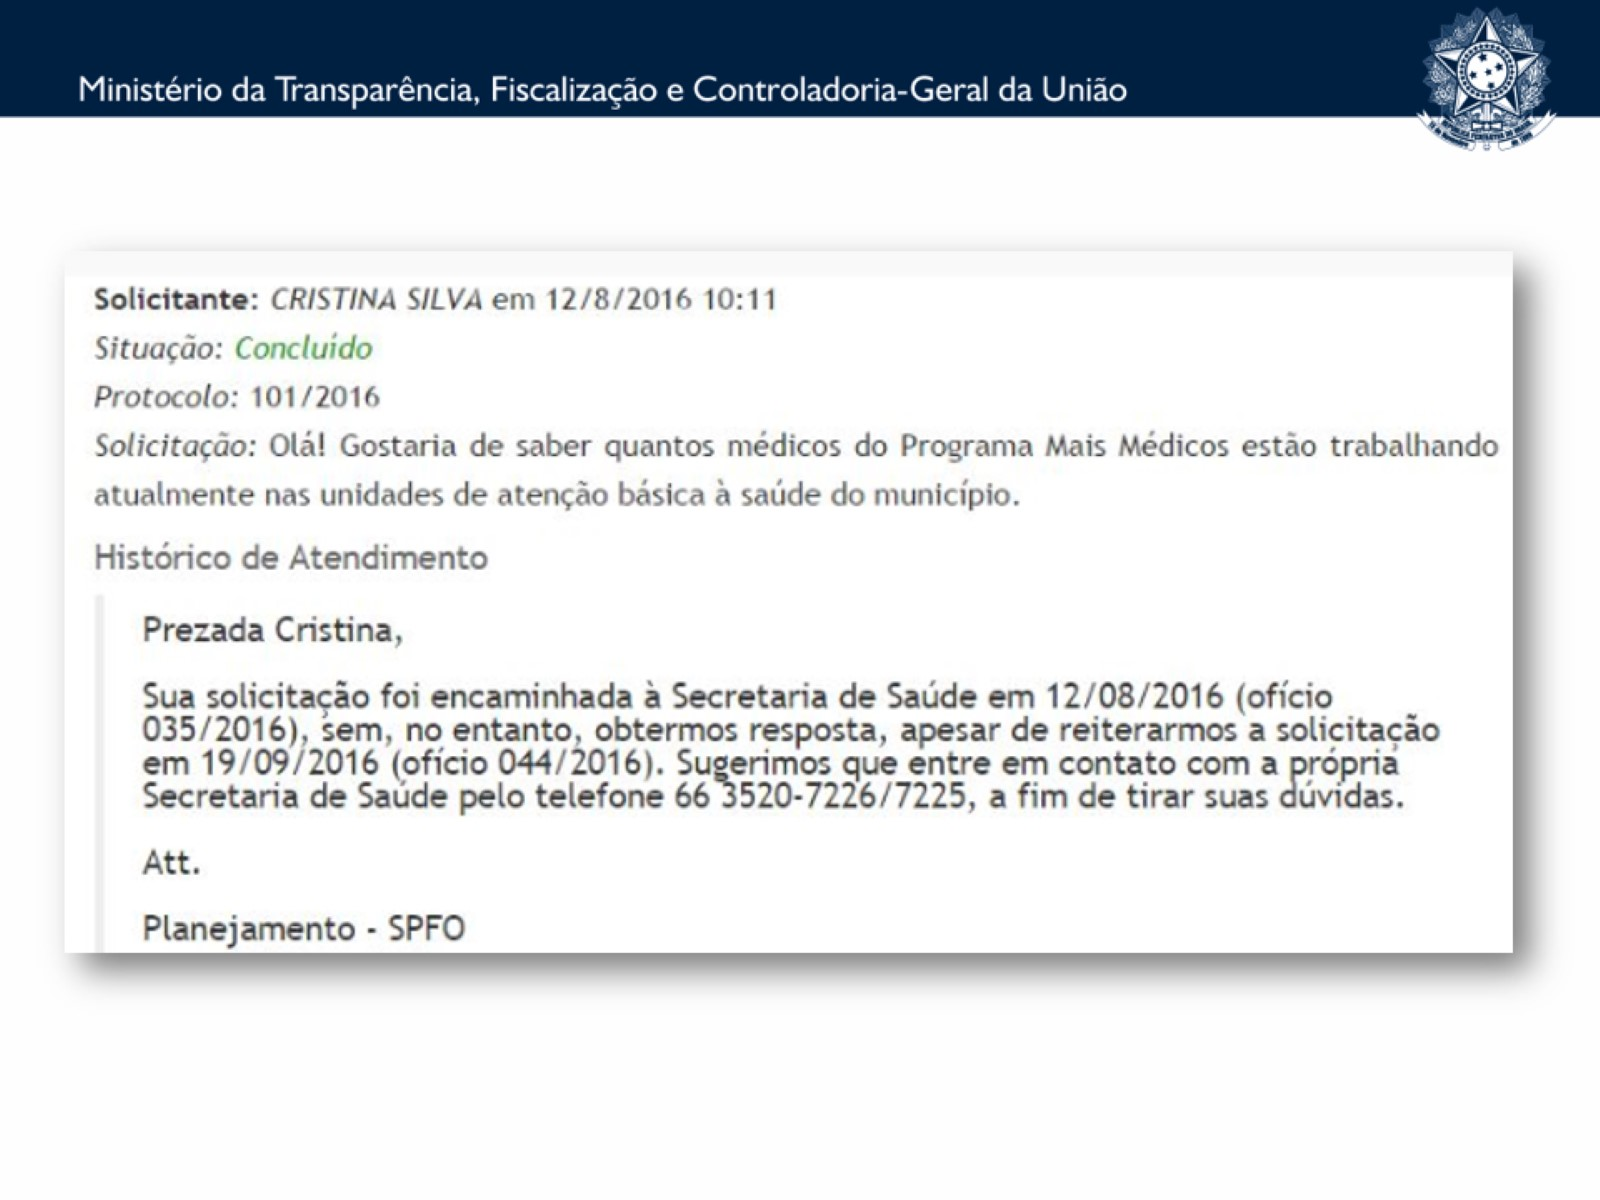 Ministério da Transparência, Fiscalização e Controladoria-Geral da União
Solicitante: CRISTINA SILVA em 12/8/2016 10:11
Situação: Concluído
Protocolo: 101/2016
Solicitação: Olá! Gostaria de saber quantos médicos do Programa Mais Médicos estão trabalhando
atualmente nas unidades de atenção básica à saúde do município.
Histórico de Atendimento
Prezada Cristina,
Sua solicitação foi encaminhada à Secretaria de Saúde em 12/08/2016 (ofício
035/2016), sem, no entanto, obtermos resposta, apesar de reiterarmos a solicitação
em 19/09/2016 (ofício 044/2016). Sugerimos que entre em contato com a própria
Secretaria de Saúde pelo telefone 66 3520-7226/7225, a fim de tirar suas dúvidas.
Att.
Planejamento - SPFO